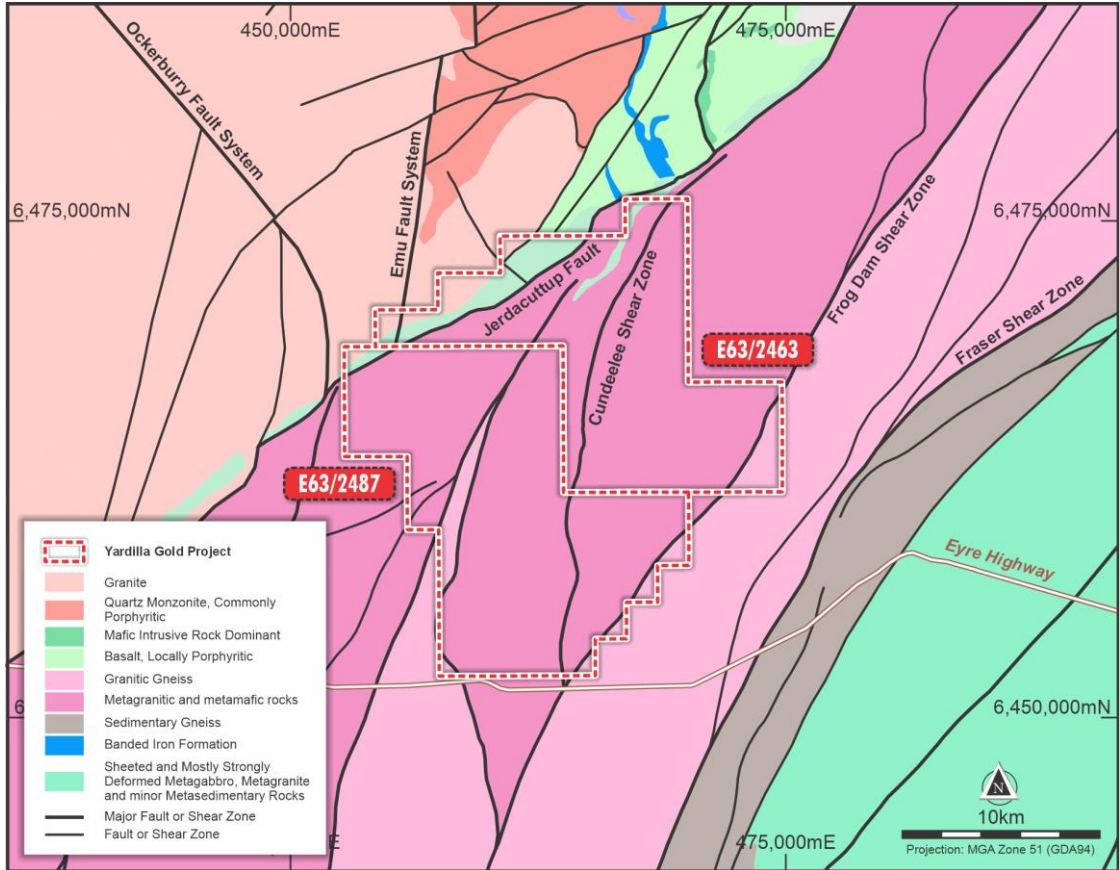 450,000mE
475,000mE
Ockerburry Fault System
Emu Fault System
6,475,000mN
6,475,000mN
Jerdacuttup Fault
Cundeelee Shear Zone
Frog Dam Shear Zone
Fraser Shear Zone
E63/2463
E63/2487
Eyre Highway
Yardilla Gold Project
Granite
Quartz Monzonite, Commonly
Porphyritic
Mafic Intrusive Rock Dominant
Basalt, Locally Porphyritic
Granitic Gneiss
Metagranitic and metamafic rocks
Sedimentary Gneiss
Banded Iron Formation
Sheeted and Mostly Strongly
Deformed Metagabbro, Metagranite
and minor Metasedimentary Rocks
Major Fault or Shear Zone
Fault or Shear Zone
6,450,000mN
N
10km
Projection: MGA Zone 51 (GDA94)
475,000mE